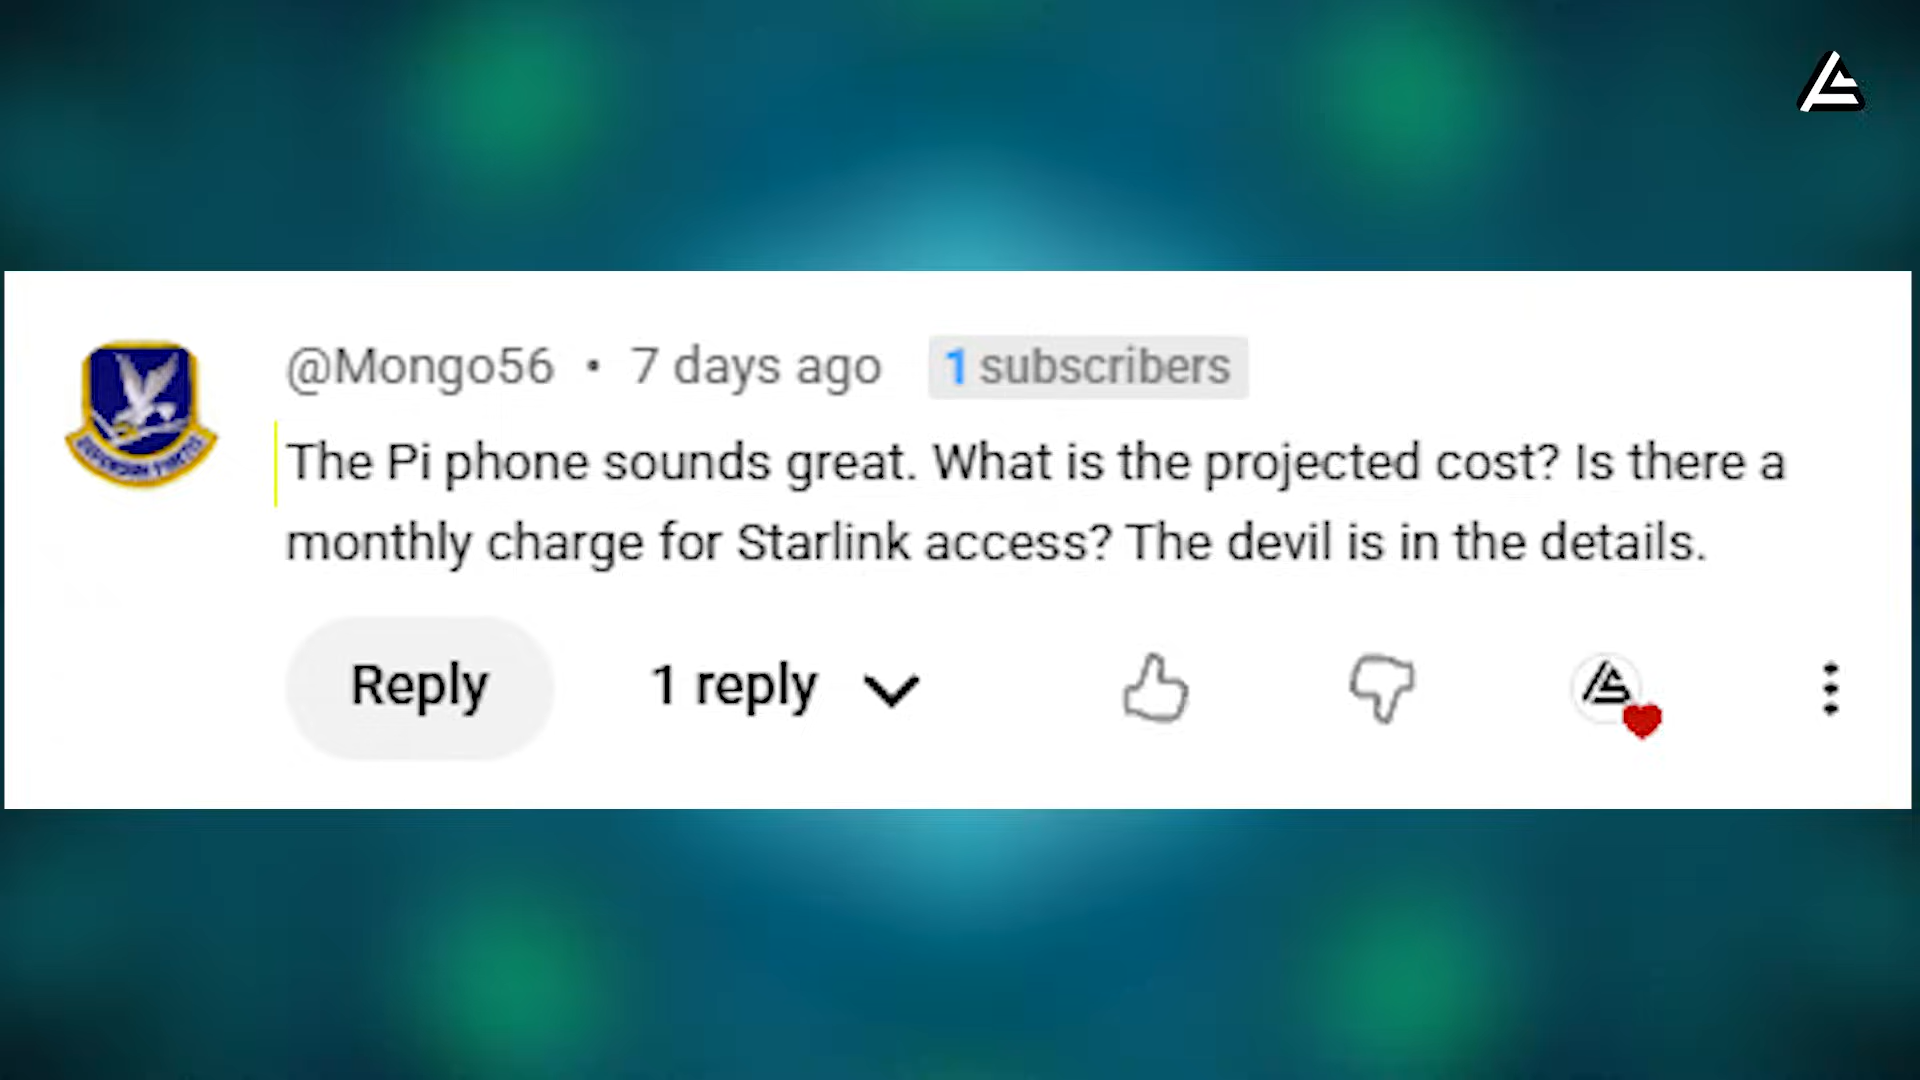 @Mongo56 • 7 days ago 1 subscribers
The Pi phone sounds great. What is the projected cost? Is there a
monthly charge for Starlink access? The devil is in the details.
Reply 1 reply